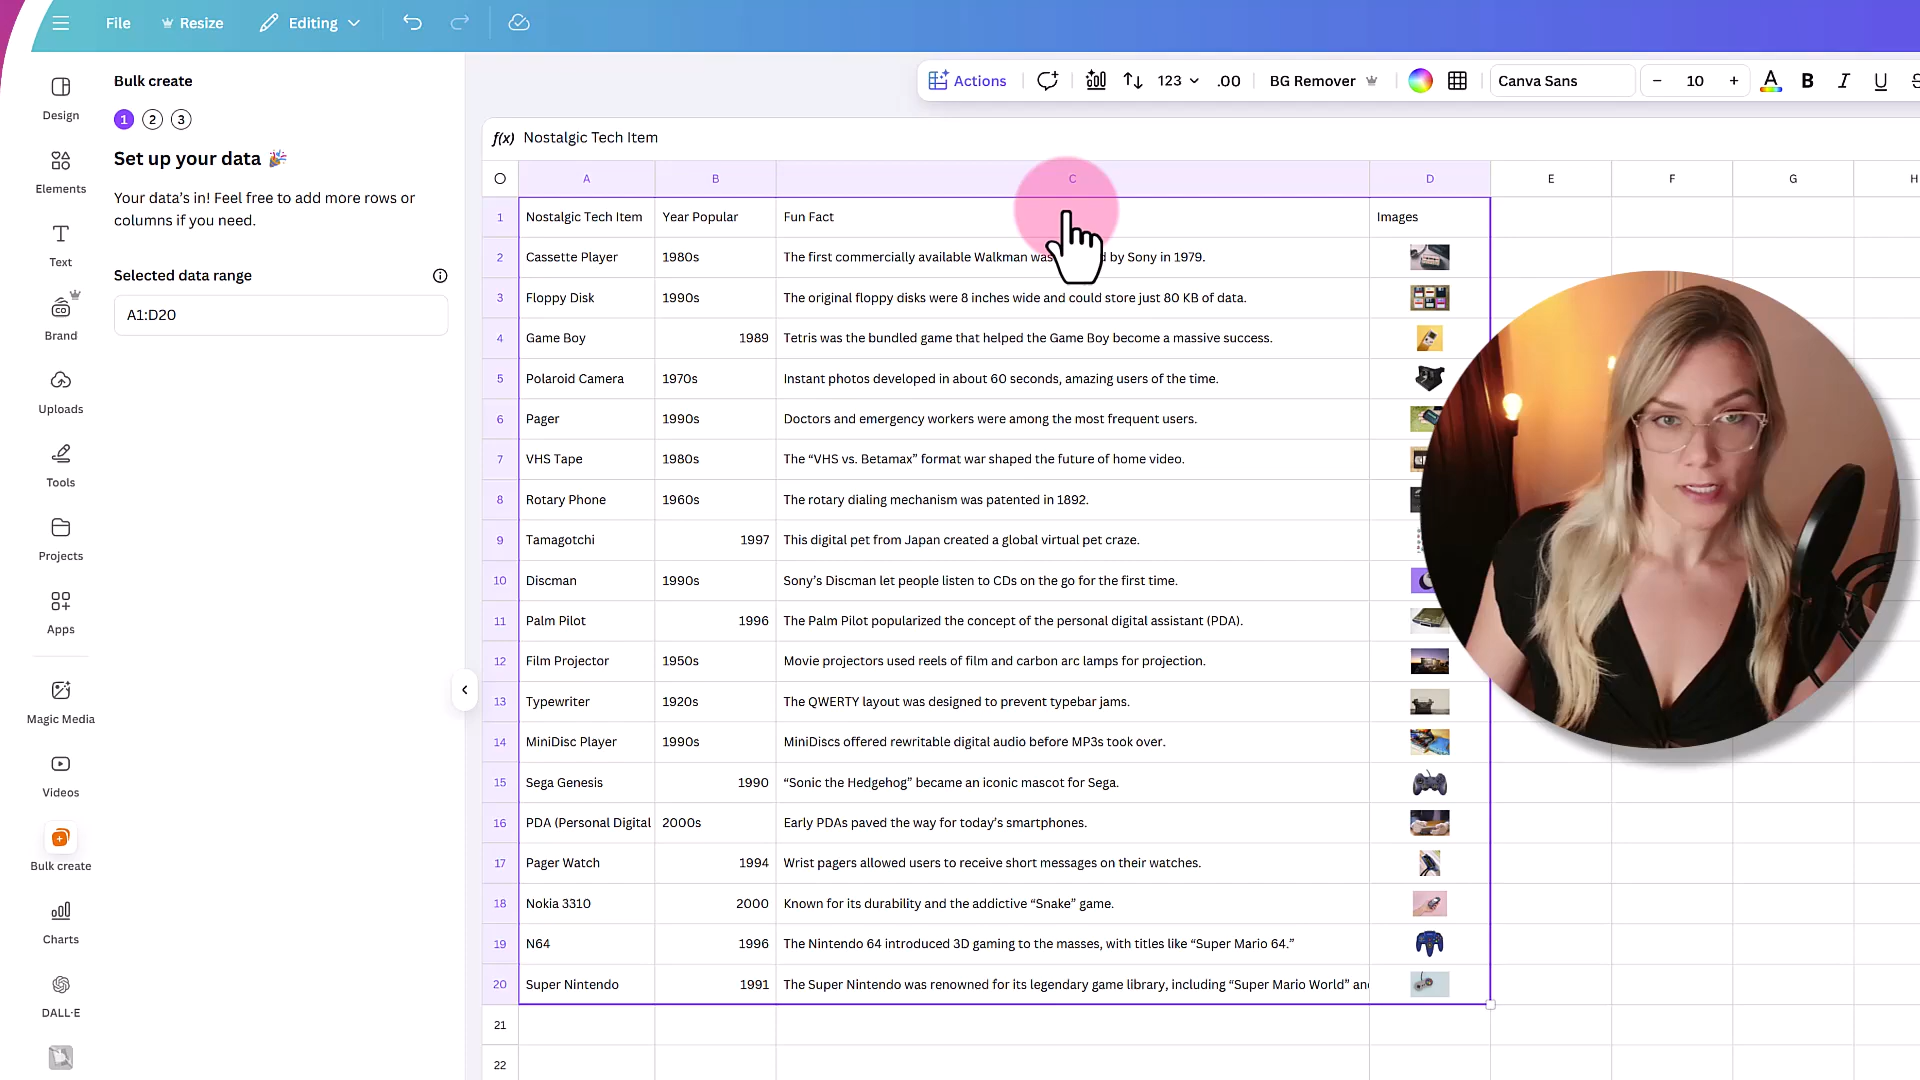 File
Resize
Editing
Bulk create
1 2 3
Set up your data
Your data's in! Feel free to add more rows or
columns if you need.
Selected data range
A1:D20
Design
Elements
Text
Brand
Uploads
Tools
Projects
Apps
Magic Media
Videos
Bulk create
Charts
DALL·E
Actions 123 .00 BG Remover Canva Sans – 10 + A B I U S
f(x) Nostalgic Tech Item
A B C D E F G H
1 Nostalgic Tech Item Year Popular Fun Fact Images
2 Cassette Player 1980s The first commercially available Walkman was by Sony in 1979.
3 Floppy Disk 1990s The original floppy disks were 8 inches wide and could store just 80 KB of data.
4 Game Boy 1989 Tetris was the bundled game that helped the Game Boy become a massive success.
5 Polaroid Camera 1970s Instant photos developed in about 60 seconds, amazing users of the time.
6 Pager 1990s Doctors and emergency workers were among the most frequent users.
7 VHS Tape 1980s The “VHS vs. Betamax” format war shaped the future of home video.
8 Rotary Phone 1960s The rotary dialing mechanism was patented in 1892.
9 Tamagotchi 1997 This digital pet from Japan created a global virtual pet craze.
10 Discman 1990s Sony’s Discman let people listen to CDs on the go for the first time.
11 Palm Pilot 1996 The Palm Pilot popularized the concept of the personal digital assistant (PDA).
12 Film Projector 1950s Movie projectors used reels of film and carbon arc lamps for projection.
13 Typewriter 1920s The QWERTY layout was designed to prevent typebar jams.
14 MiniDisc Player 1990s MiniDiscs offered rewritable digital audio before MP3s took over.
15 Sega Genesis 1990 “Sonic the Hedgehog” became an iconic mascot for Sega.
16 PDA (Personal Digital 2000s Early PDAs paved the way for today’s smartphones.
17 Pager Watch 1994 Wrist pagers allowed users to receive short messages on their watches.
18 Nokia 3310 2000 Known for its durability and the addictive “Snake” game.
19 N64 1996 The Nintendo 64 introduced 3D gaming to the masses, with titles like “Super Mario 64.”
20 Super Nintendo 1991 The Super Nintendo was renowned for its legendary game library, including “Super Mario World” and
21
22